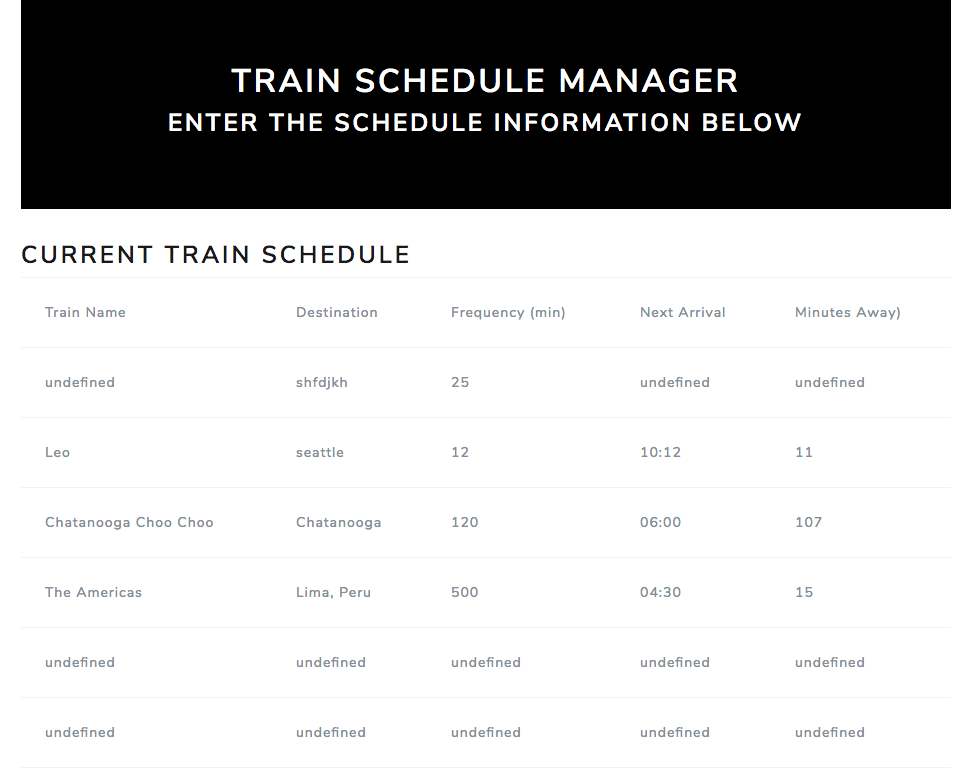 TRAIN SCHEDULE MANAGER
ENTER THE SCHEDULE INFORMATION BELOW
CURRENT TRAIN SCHEDULE
Train Name Destination Frequency (min) Next Arrival Minutes Away)
undefined shfdjkh 25 undefined undefined
Leo seattle 12 10:12 11
Chatanooga Choo Choo Chatanooga 120 06:00 107
The Americas Lima, Peru 500 04:30 15
undefined undefined undefined undefined undefined
undefined undefined undefined undefined undefined